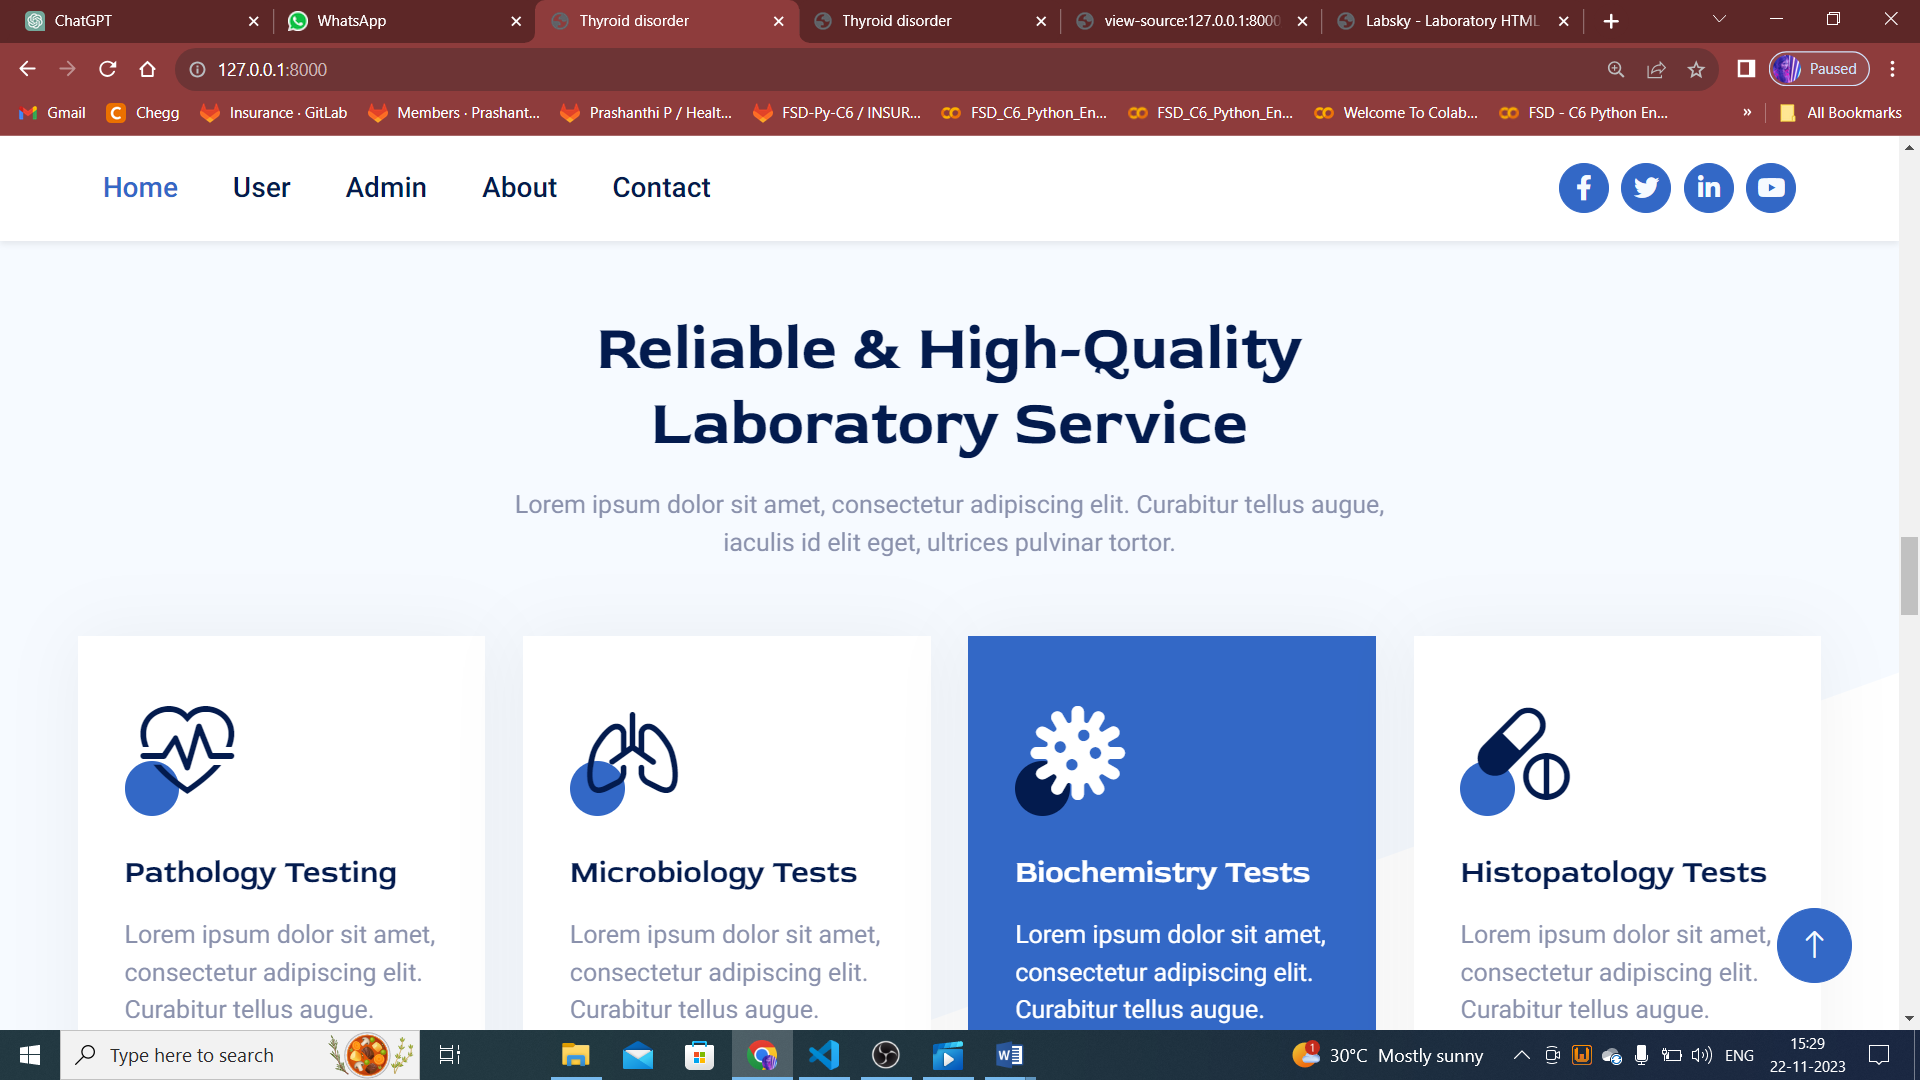 ChatGPT
WhatsApp
Thyroid disorder
Thyroid disorder
view-source:127.0.0.1:8000
Labsky - Laboratory HTML
127.0.0.1:8000
Paused
Gmail
Chegg
Insurance · GitLab
Members · Prashant...
Prashanthi P / Healt...
FSD-Py-C6 / INSUR...
FSD_C6_Python_En...
FSD_C6_Python_En...
Welcome To Colab...
FSD - C6 Python En...
»
All Bookmarks
Home
User
Admin
About
Contact
Reliable & High-Quality
Laboratory Service
Lorem ipsum dolor sit amet, consectetur adipiscing elit. Curabitur tellus augue,
iaculis id elit eget, ultrices pulvinar tortor.
Pathology Testing
Lorem ipsum dolor sit amet,
consectetur adipiscing elit.
Curabitur tellus augue.
Microbiology Tests
Lorem ipsum dolor sit amet,
consectetur adipiscing elit.
Curabitur tellus augue.
Biochemistry Tests
Lorem ipsum dolor sit amet,
consectetur adipiscing elit.
Curabitur tellus augue.
Histopatology Tests
Lorem ipsum dolor sit amet,
consectetur adipiscing elit.
Curabitur tellus augue.
Type here to search
1
30°C Mostly sunny
ENG
15:29
22-11-2023